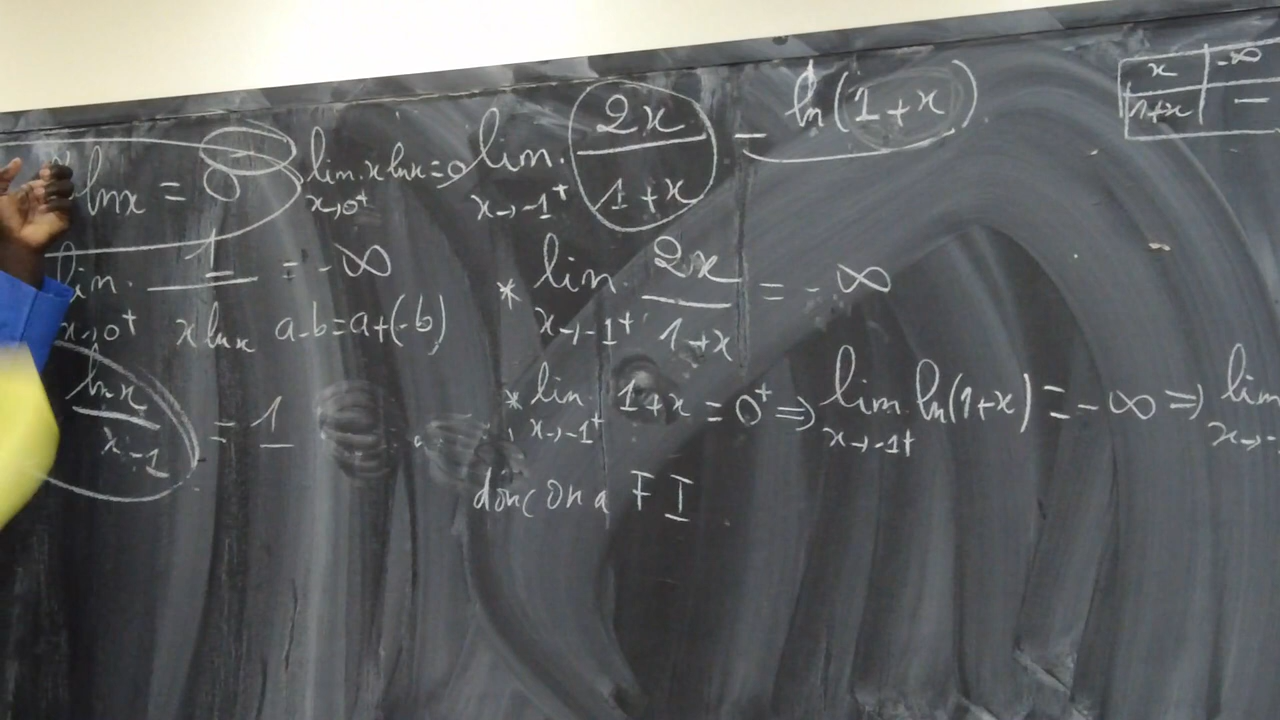 ln x = 0
lim x ln x = 0
x→0⁺
lim 2x/(1+x) - ln(1+x)
x→-1⁺
x | -∞
1+x | -
lim 1/(x ln x) = -∞
x→0⁺
a-b=a+(-b)
* lim 2x/(1+x) = -∞
x→-1⁺
ln x/(x-1) = 1
* lim 1+x = 0⁺ ⇒ lim ln(1+x) = -∞ ⇒ lim
x→-1⁺ x→-1⁺ x→-
donc on a FI